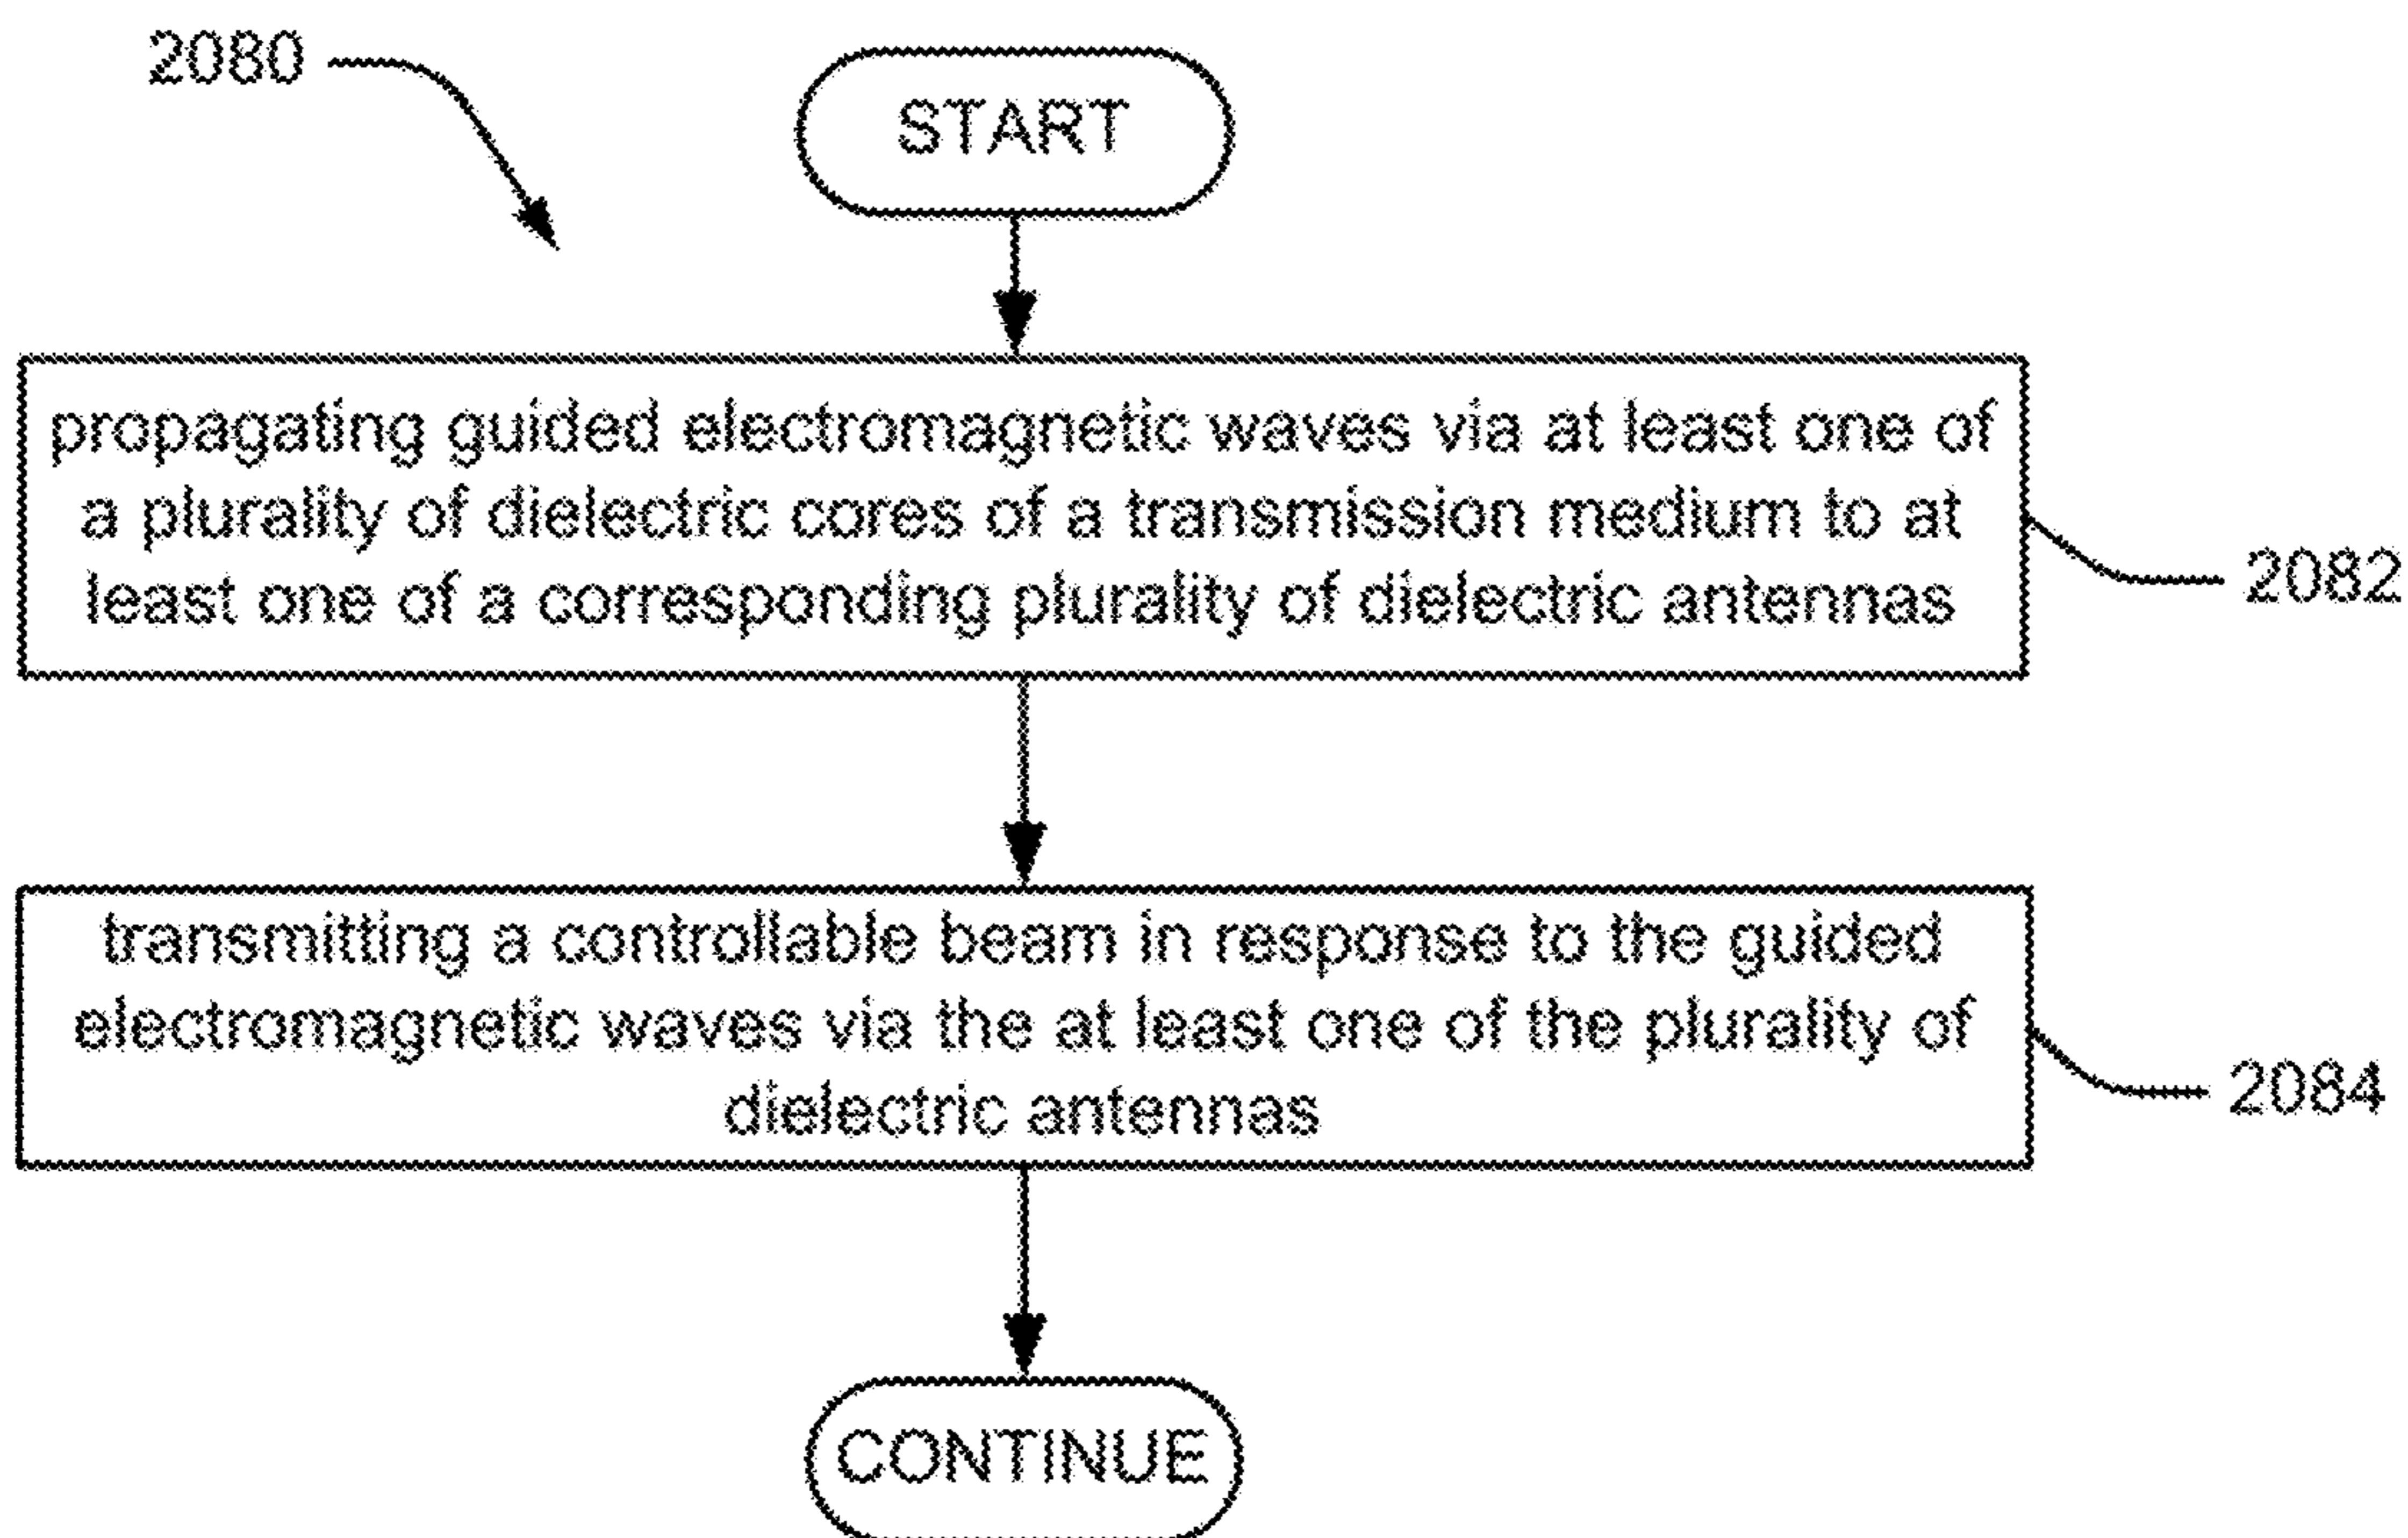 2080
START
propagating guided electromagnetic waves via at least one of
a plurality of dielectric cores of a transmission medium to at
least one of a corresponding plurality of dielectric antennas
2082
transmitting a controllable beam in response to the guided
electromagnetic waves via the at least one of the plurality of
dielectric antennas
2084
CONTINUE